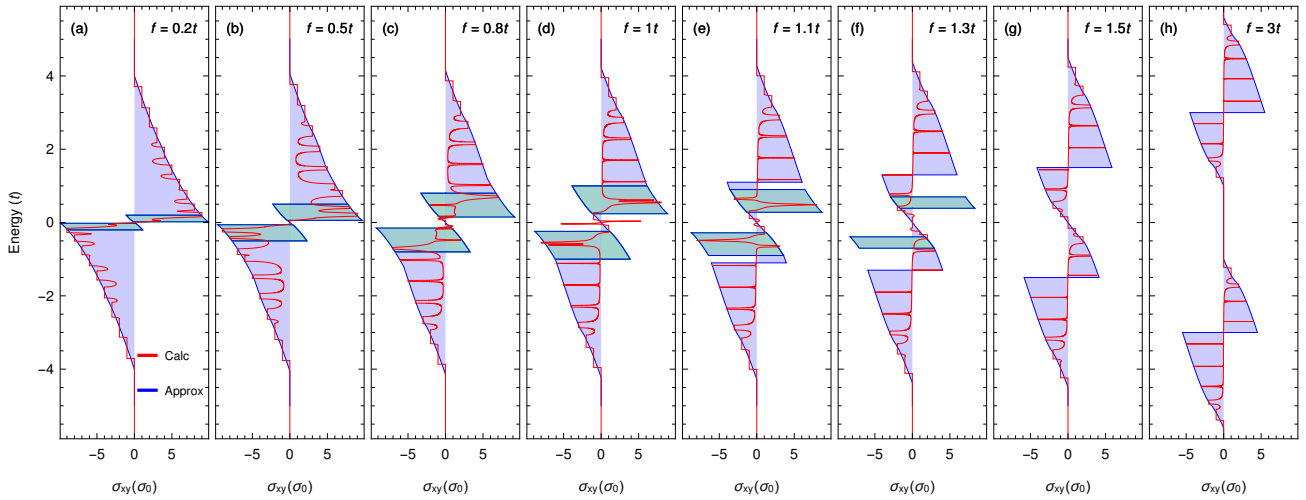 (a) f = 0.2t (b) f = 0.5t (c) f = 0.8t (d) f = 1t (e) f = 1.1t (f) f = 1.3t (g) f = 1.5t (h) f = 3t
4
2
Energy (t)
0
−2
−4
Calc
Approx
−5 0 5 −5 0 5 −5 0 5 −5 0 5 −5 0 5 −5 0 5 −5 0 5 −5 0 5
σxy(σ0) σxy(σ0) σxy(σ0) σxy(σ0) σxy(σ0) σxy(σ0) σxy(σ0) σxy(σ0)